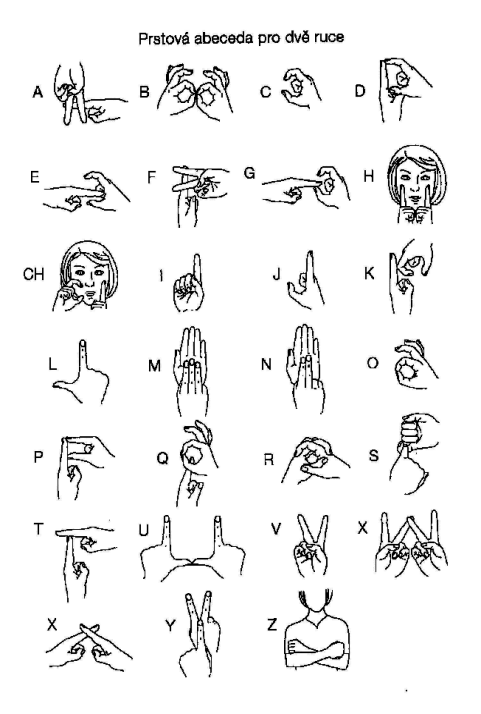 Prstová abeceda pro dvě ruce
A B C D
E F G H
CH I J K
L M N O
P Q R S
T U V X
X Y Z